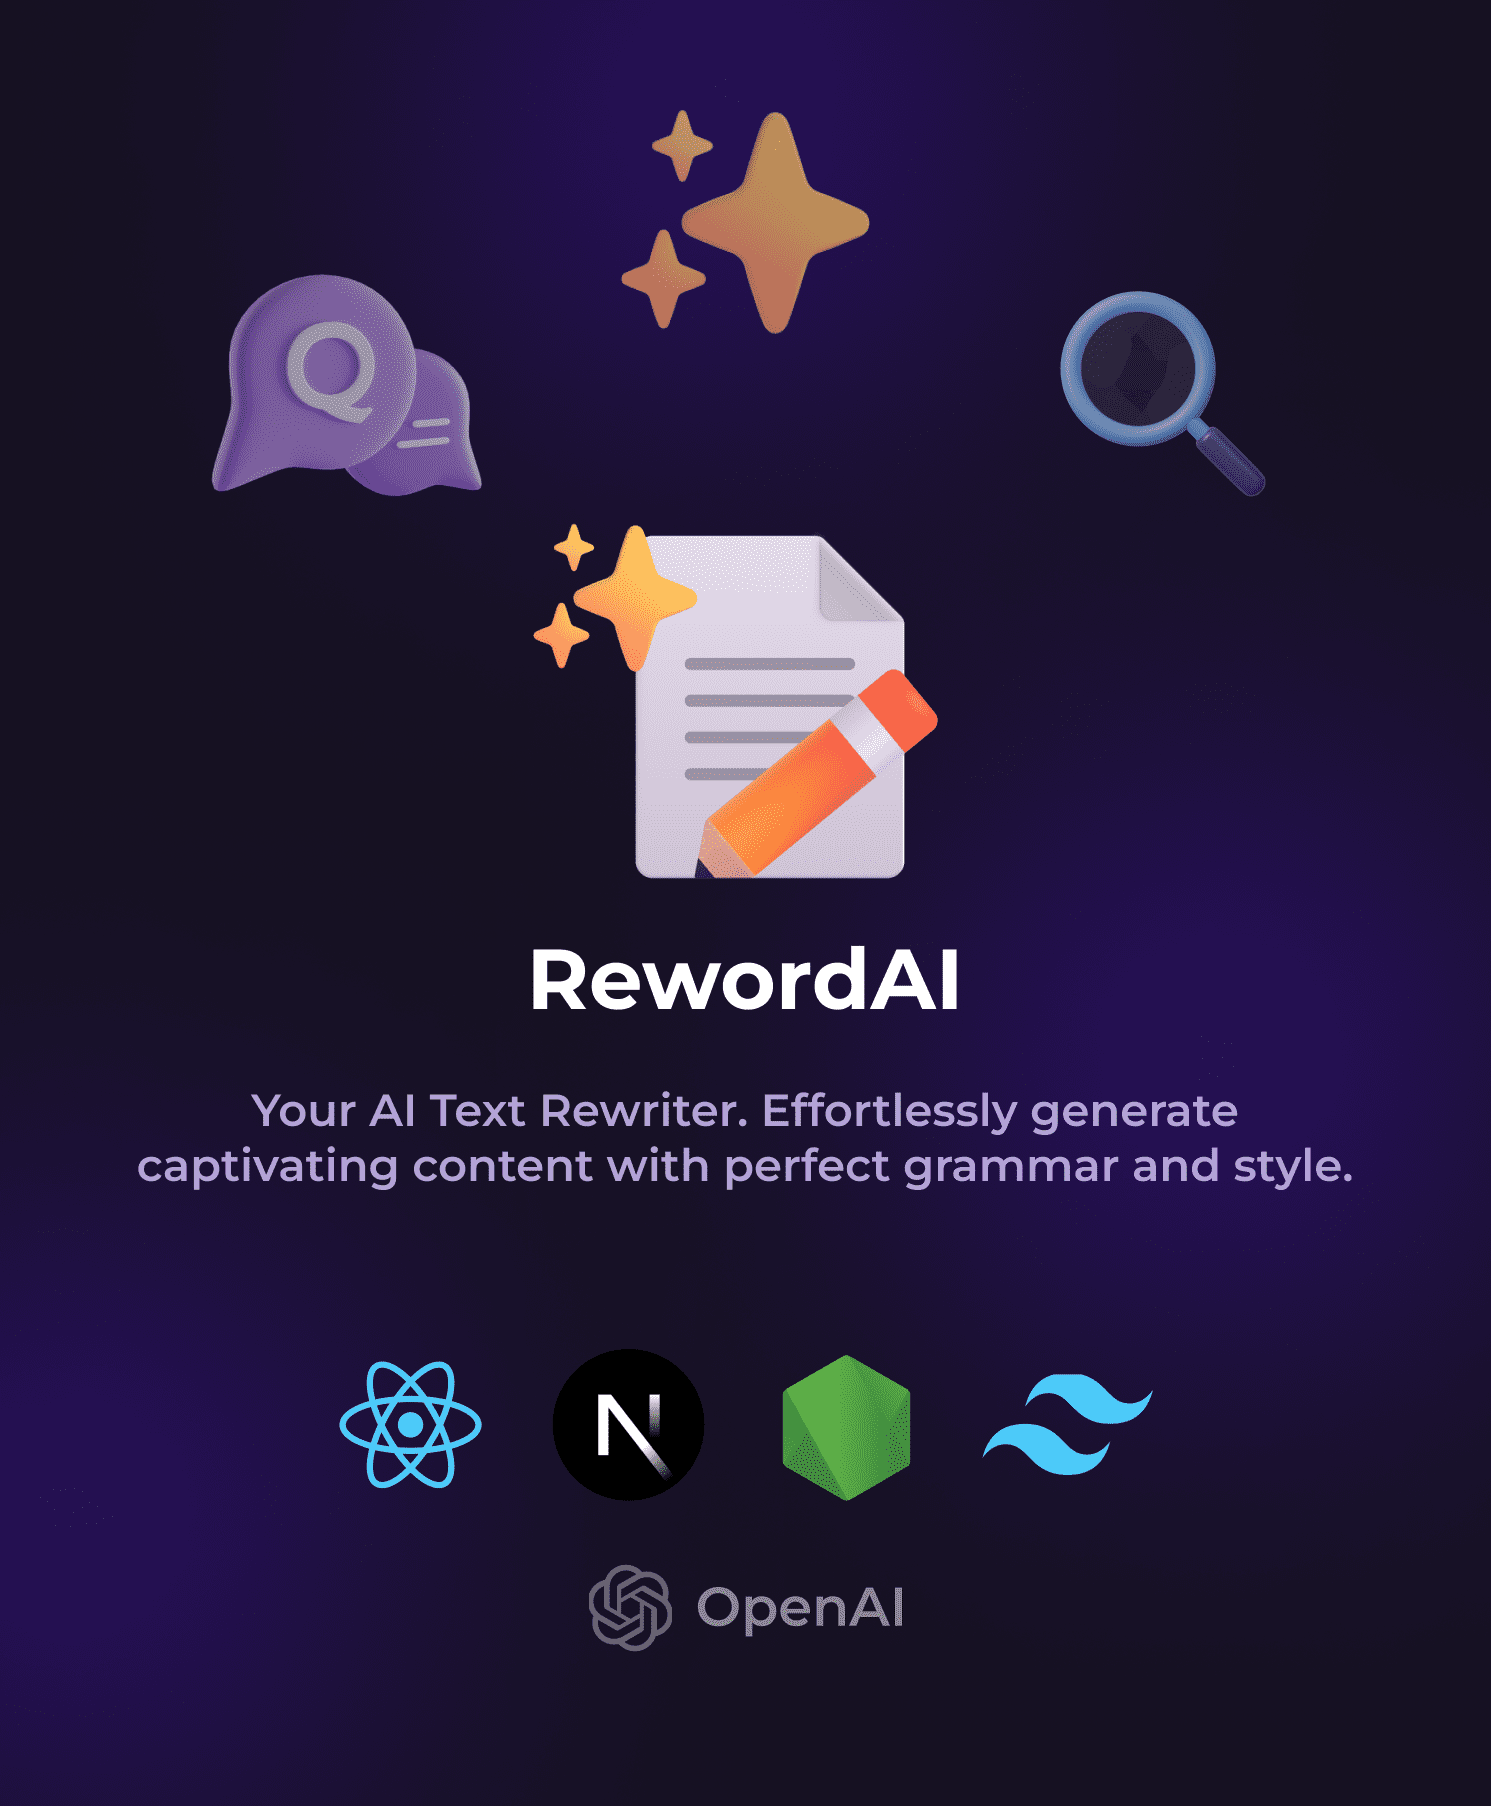 Q
RewordAI
Your AI Text Rewriter. Effortlessly generate
captivating content with perfect grammar and style.
N
OpenAI